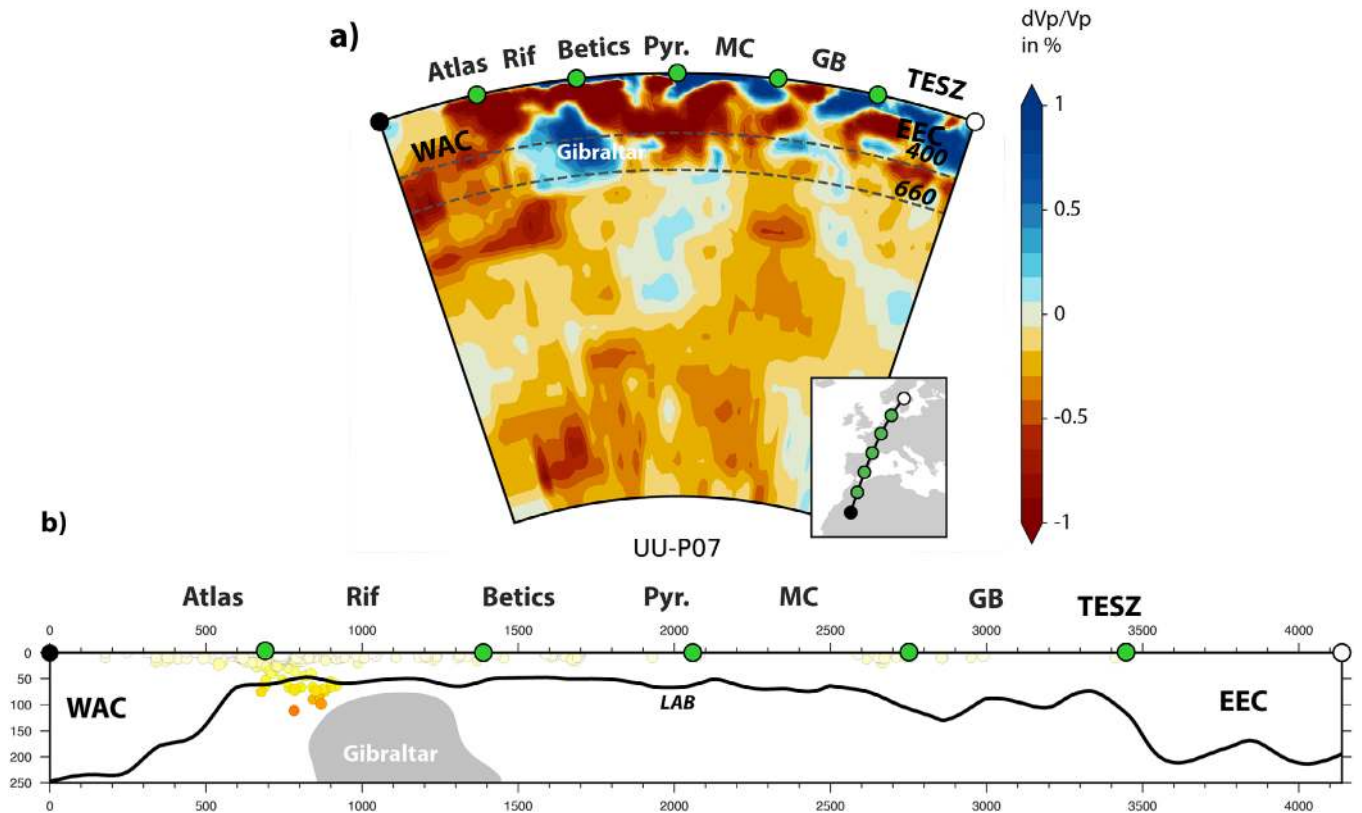 a)
Atlas Rif Betics Pyr. MC GB TESZ
dVp/Vp
in %
WAC
Gibraltar
EEC
400
660
1
0.5
0
-0.5
-1
UU-P07
b)
Atlas Rif Betics Pyr. MC GB TESZ
0 500 1000 1500 2000 2500 3000 3500 4000
0
50
100
150
200
250
WAC
Gibraltar
LAB
EEC
0 500 1000 1500 2000 2500 3000 3500 4000